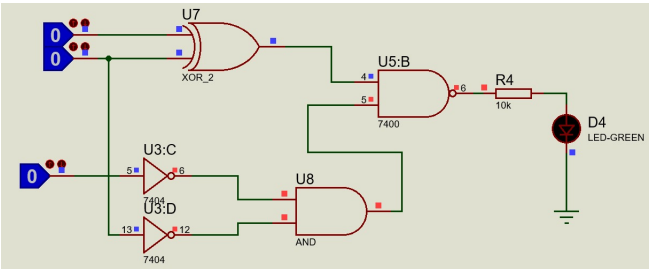 U7
0
0
XOR_2
U5:B
4
5
6
7400
R4
10k
D4
LED-GREEN
U3:C
0
5
6
7404
U3:D
13
12
7404
U8
AND